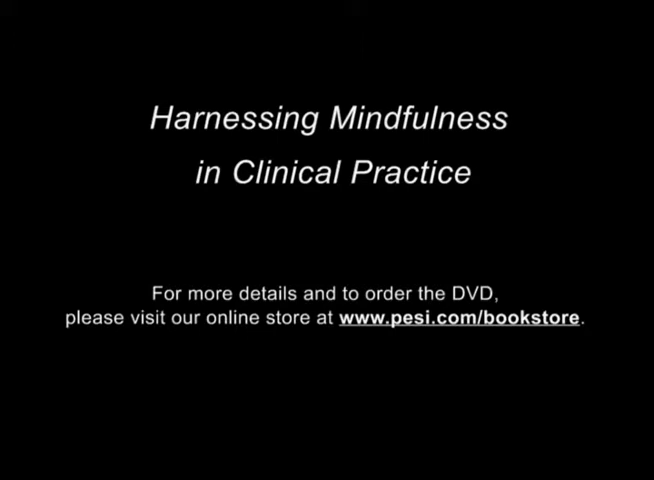 Harnessing Mindfulness
in Clinical Practice
For more details and to order the DVD,
please visit our online store at www.pesi.com/bookstore.